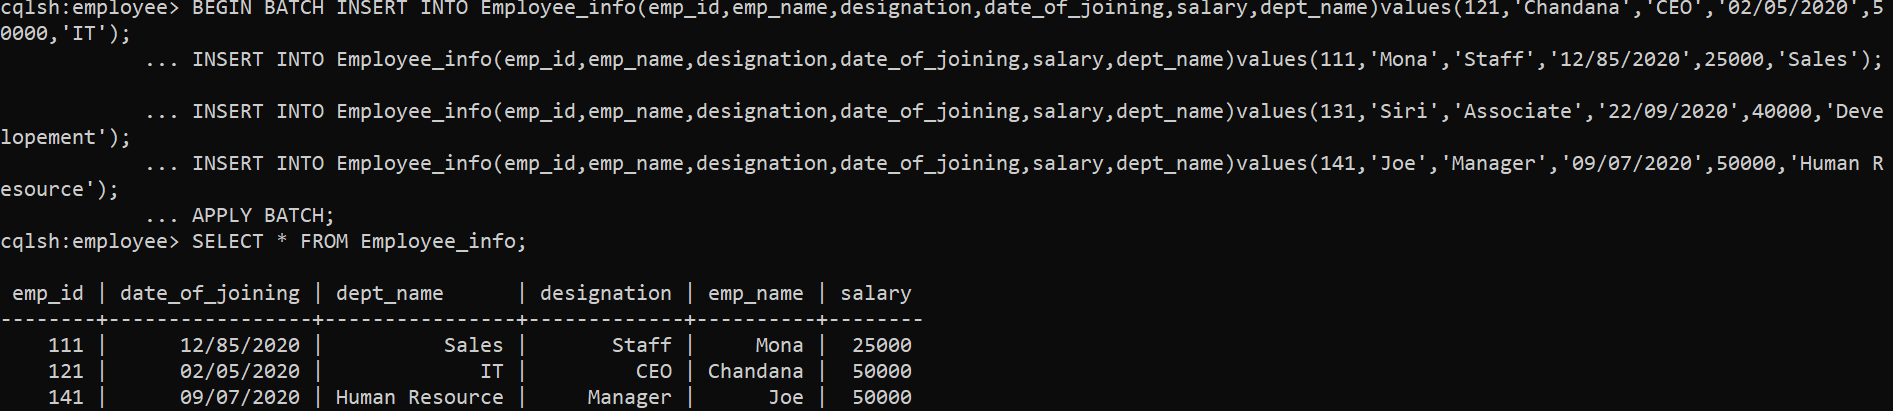 cqlsh:employee> BEGIN BATCH INSERT INTO Employee_info(emp_id,emp_name,designation,date_of_joining,salary,dept_name)values(121,'Chandana','CEO','02/05/2020',5
0000,'IT');
... INSERT INTO Employee_info(emp_id,emp_name,designation,date_of_joining,salary,dept_name)values(111,'Mona','Staff','12/85/2020',25000,'Sales');
... INSERT INTO Employee_info(emp_id,emp_name,designation,date_of_joining,salary,dept_name)values(131,'Siri','Associate','22/09/2020',40000,'Deve
lopement');
... INSERT INTO Employee_info(emp_id,emp_name,designation,date_of_joining,salary,dept_name)values(141,'Joe','Manager','09/07/2020',50000,'Human R
esource');
... APPLY BATCH;
cqlsh:employee> SELECT * FROM Employee_info;
emp_id | date_of_joining | dept_name | designation | emp_name | salary
--------+-----------------+----------------+-------------+----------+--------
111 | 12/85/2020 | Sales | Staff | Mona | 25000
121 | 02/05/2020 | IT | CEO | Chandana | 50000
141 | 09/07/2020 | Human Resource | Manager | Joe | 50000